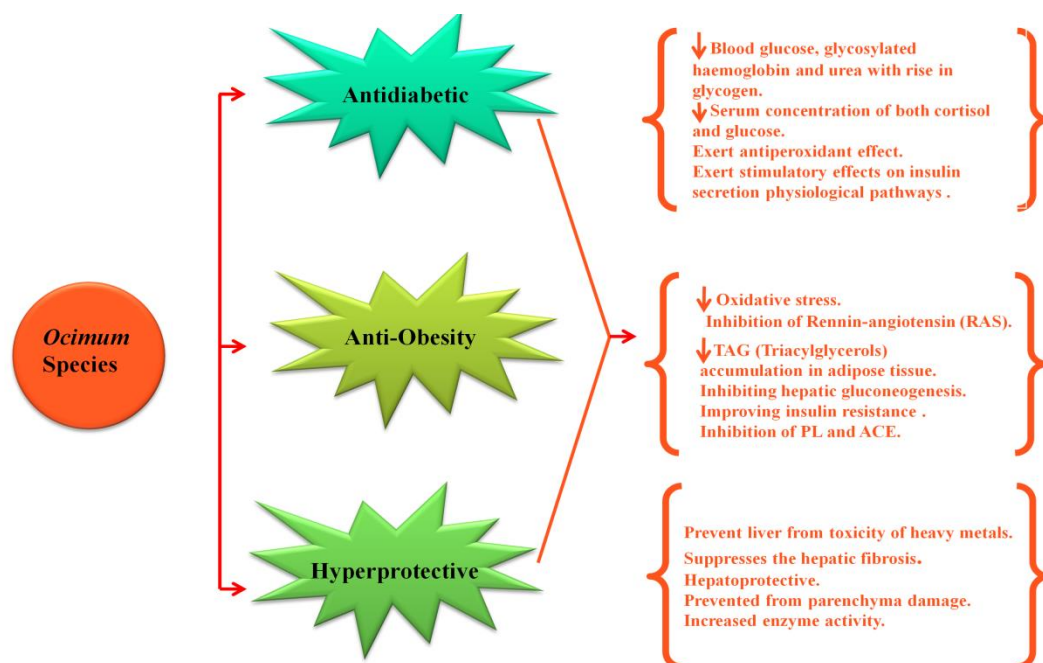 Ocimum
Species
Antidiabetic
Anti-Obesity
Hyperprotective
↓ Blood glucose, glycosylated
haemoglobin and urea with rise in
glycogen.
↓ Serum concentration of both cortisol
and glucose.
Exert antiperoxidant effect.
Exert stimulatory effects on insulin
secretion physiological pathways .
↓ Oxidative stress.
Inhibition of Rennin-angiotensin (RAS).
↓ TAG (Triacylglycerols)
accumulation in adipose tissue.
Inhibiting hepatic gluconeogenesis.
Improving insulin resistance .
Inhibition of PL and ACE.
Prevent liver from toxicity of heavy metals.
Suppresses the hepatic fibrosis.
Hepatoprotective.
Prevented from parenchyma damage.
Increased enzyme activity.